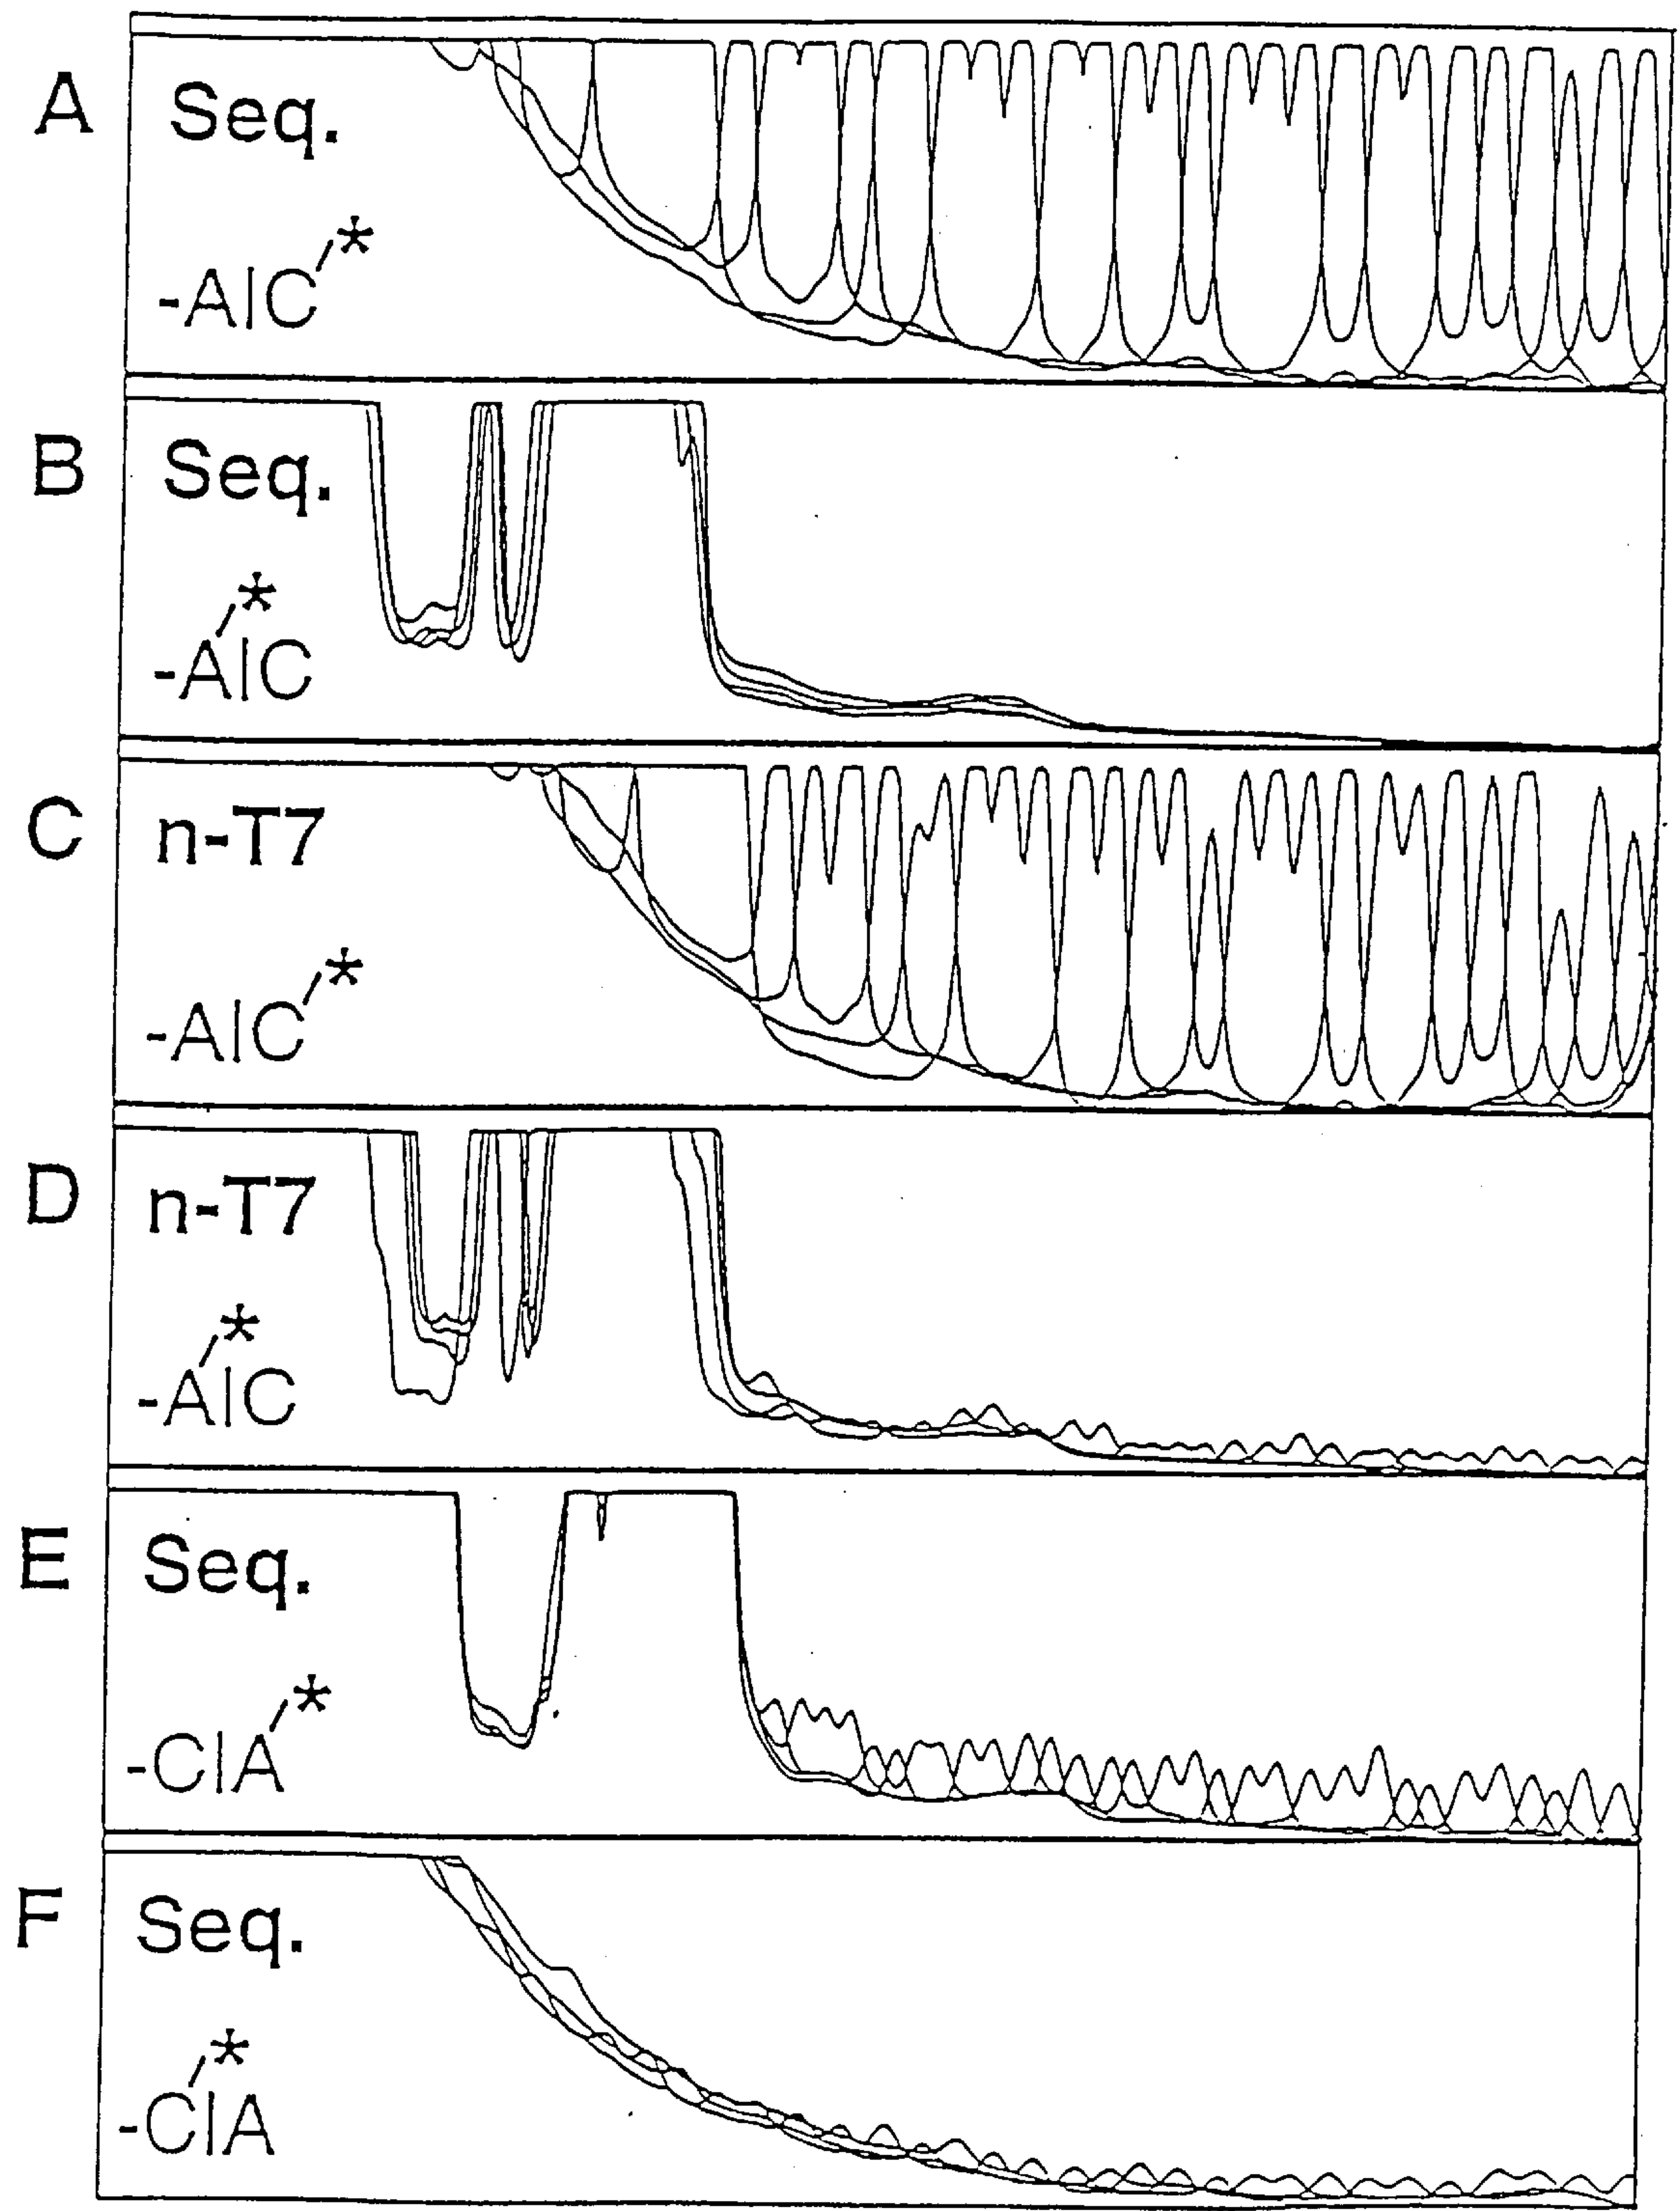 A
Seq.
-A|C*
B
Seq.
-A*|C
C
n-T7
-A|C*
D
n-T7
-A*|C
E
Seq.
-C|A*
F
Seq.
-C*|A